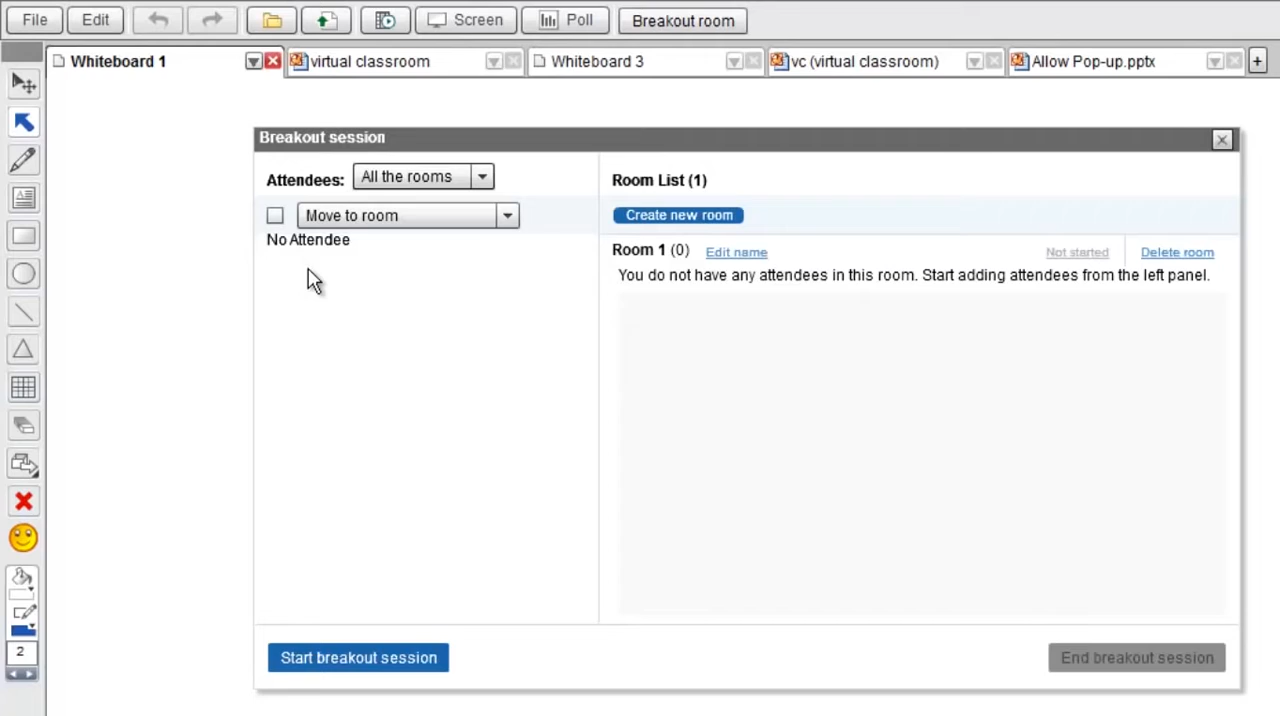 File Edit Screen Poll Breakout room
Whiteboard 1 virtual classroom Whiteboard 3 vc (virtual classroom) Allow Pop-up.pptx +
Breakout session
Attendees: All the rooms
Move to room
No Attendee
Room List (1)
Create new room
Room 1 (0) Edit name Not started Delete room
You do not have any attendees in this room. Start adding attendees from the left panel.
2
Start breakout session End breakout session